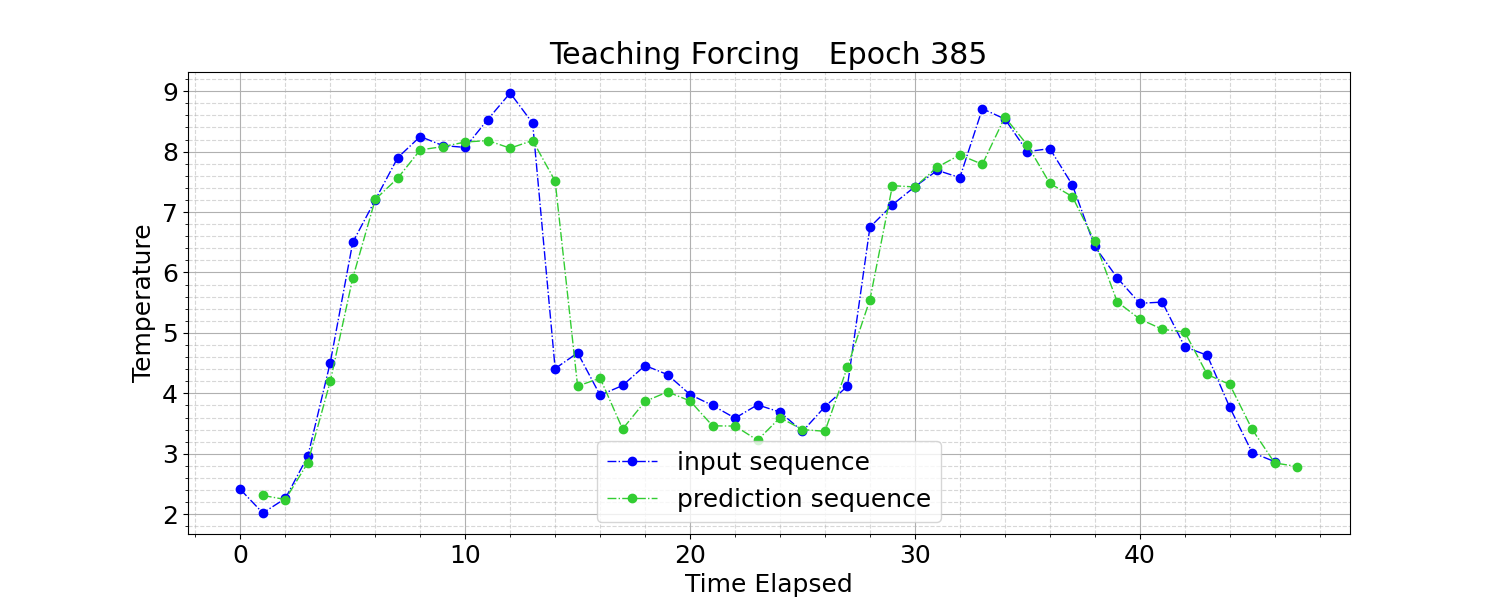 Teaching Forcing   Epoch 385
9
8
7
6
5
4
3
2
Temperature
input sequence
prediction sequence
0 10 20 30 40
Time Elapsed